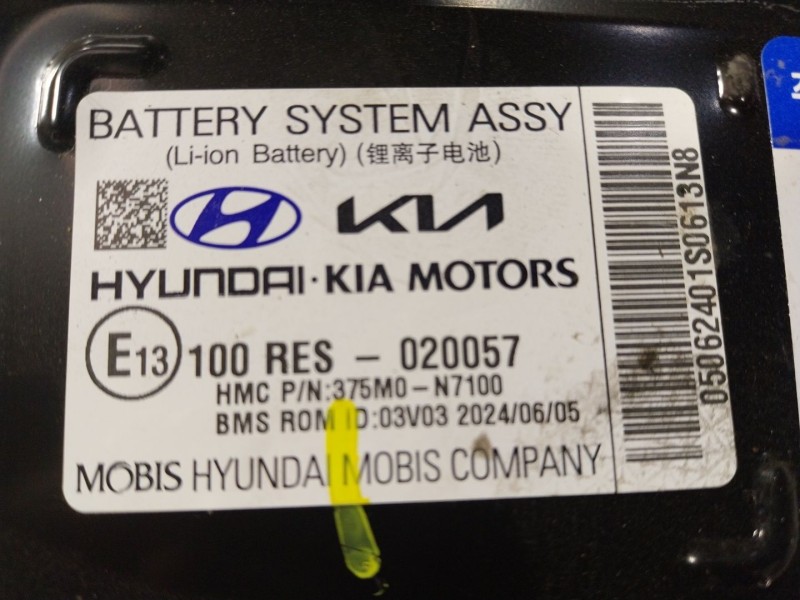 BATTERY SYSTEM ASSY
(Li-ion Battery) (锂离子电池)
KIA
HYUNDAI · KIA MOTORS
E13 100 RES - 020057
HMC P/N:375M0-N7100
BMS ROM ID:03V03 2024/06/05
MOBIS HYUNDAI MOBIS COMPANY
05062401S0613N8